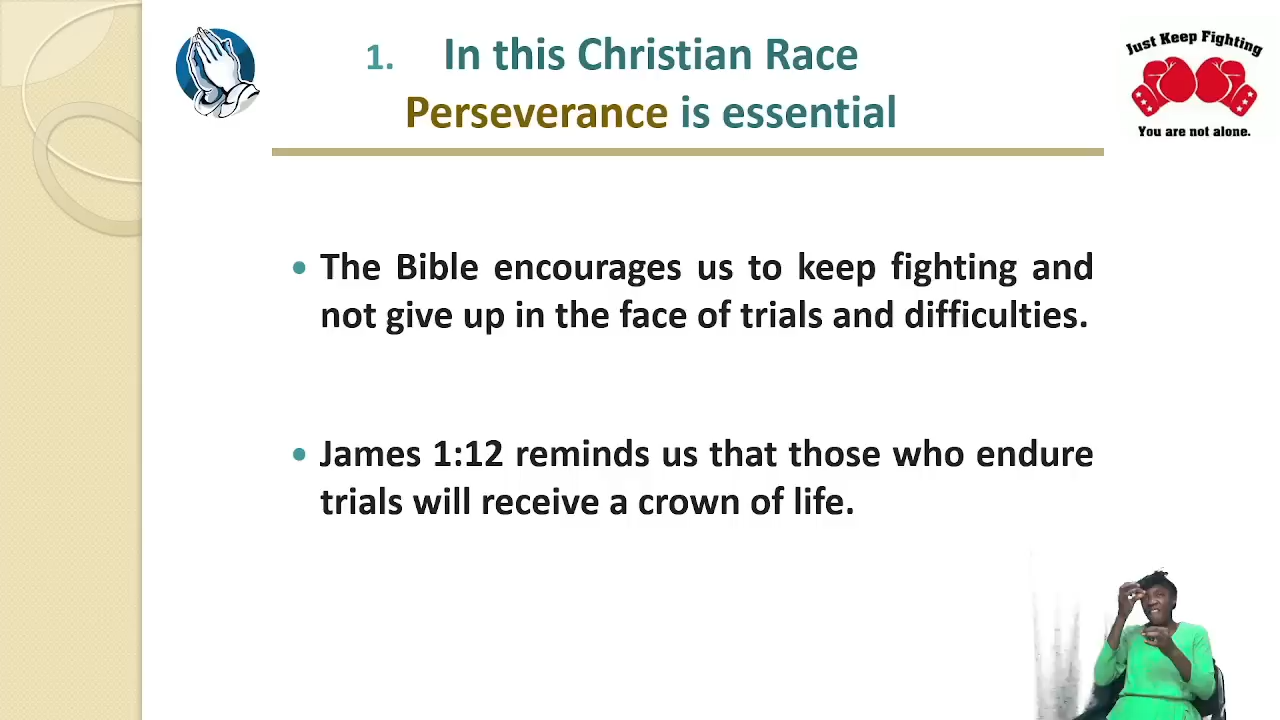 1. In this Christian Race
Perseverance is essential
Just Keep Fighting
You are not alone.
• The Bible encourages us to keep fighting and
not give up in the face of trials and difficulties.
• James 1:12 reminds us that those who endure
trials will receive a crown of life.